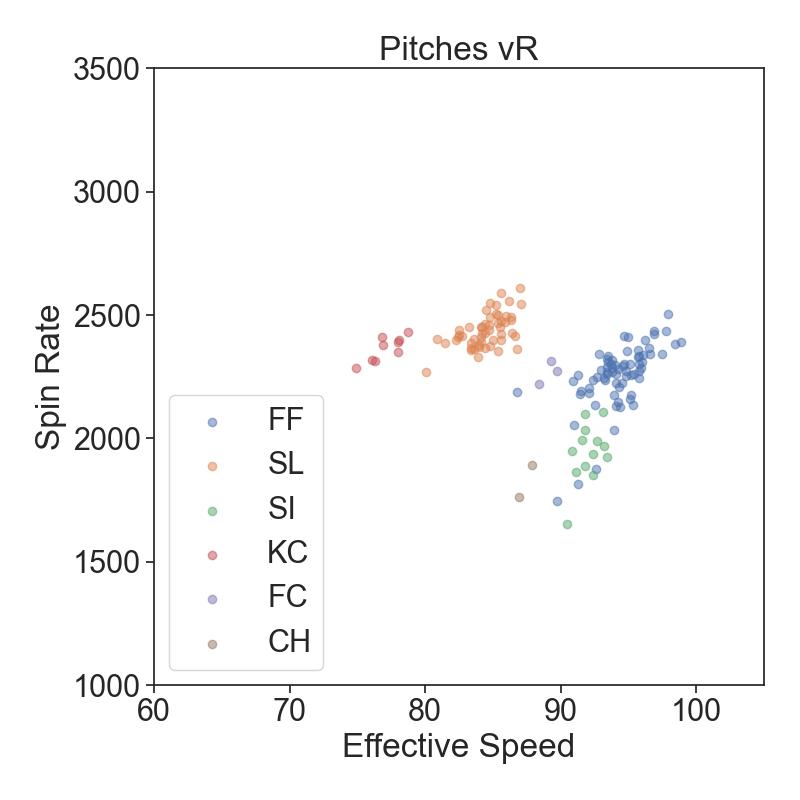 Pitches vR
3500
3000
2500
2000
1500
1000
Spin Rate
FF
SL
SI
KC
FC
CH
60 70 80 90 100
Effective Speed